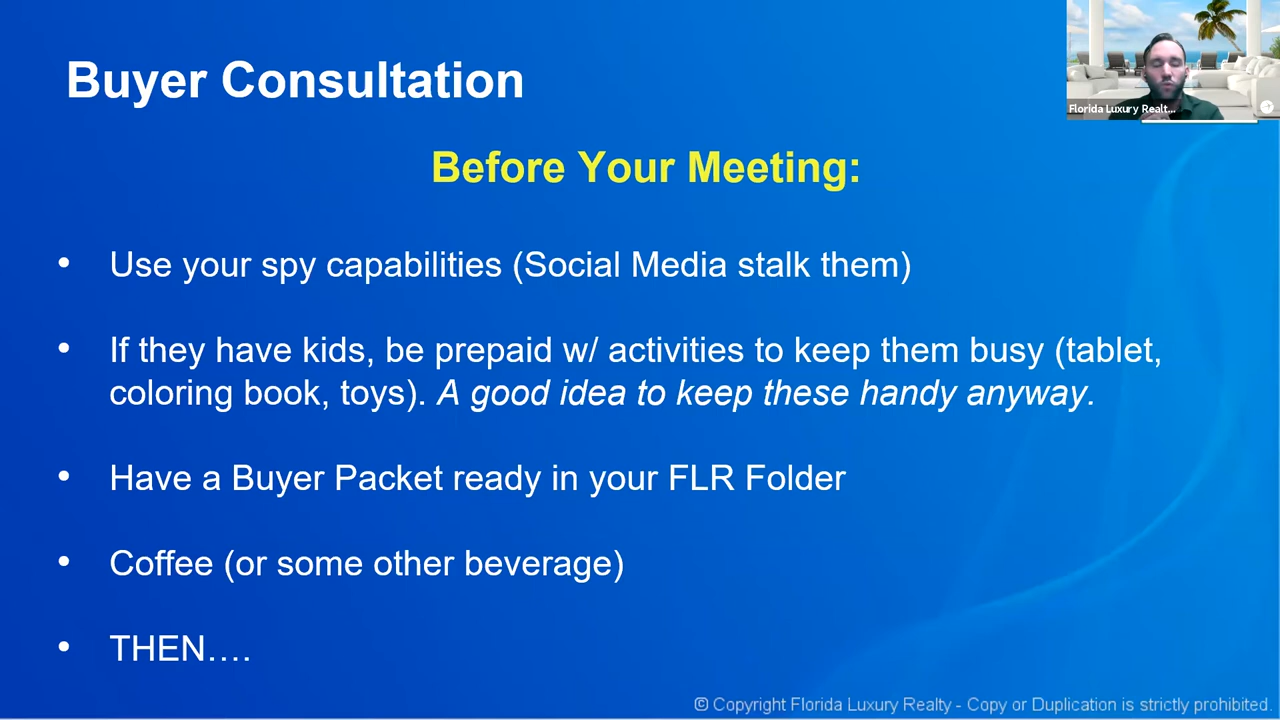 Buyer Consultation
Florida Luxury Realt...
Before Your Meeting:
• Use your spy capabilities (Social Media stalk them)
• If they have kids, be prepaid w/ activities to keep them busy (tablet,
coloring book, toys). A good idea to keep these handy anyway.
• Have a Buyer Packet ready in your FLR Folder
• Coffee (or some other beverage)
• THEN….
© Copyright Florida Luxury Realty - Copy or Duplication is strictly prohibited.